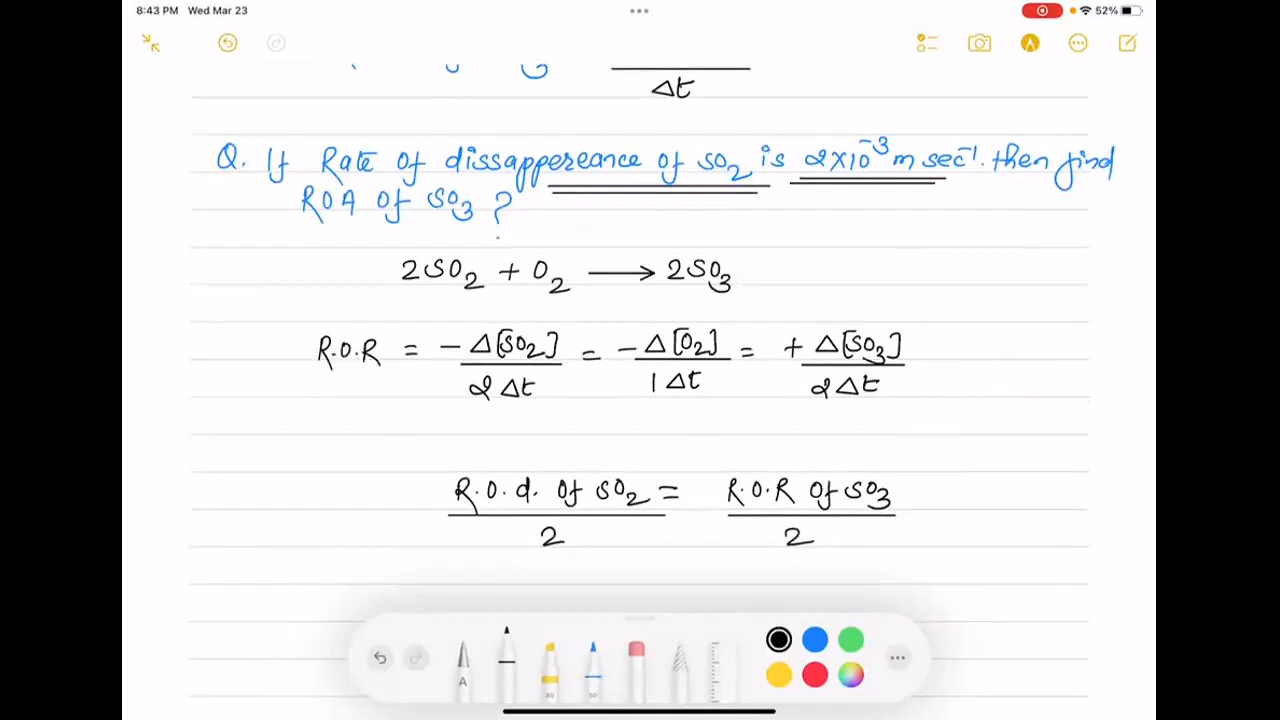 8:43 PM Wed Mar 23 52%
Δt
Q. If Rate of dissappereance of SO2 is 2×10⁻³ m sec⁻¹. then find
ROA of SO3 ?
2SO2 + O2 ⟶ 2SO3
R.O.R = -Δ[SO2]/2Δt = -Δ[O2]/1Δt = +Δ[SO3]/2Δt
R.O.d. of SO2/2 = R.O.R of SO3/2
A